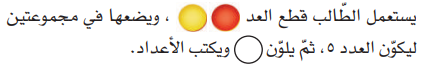 يستعمل الطّالب قطع العد ، ويضعها في مجموعتين
ليكوّن العدد ٥ ، ثمّ يلوّن ويكتب الأعداد.